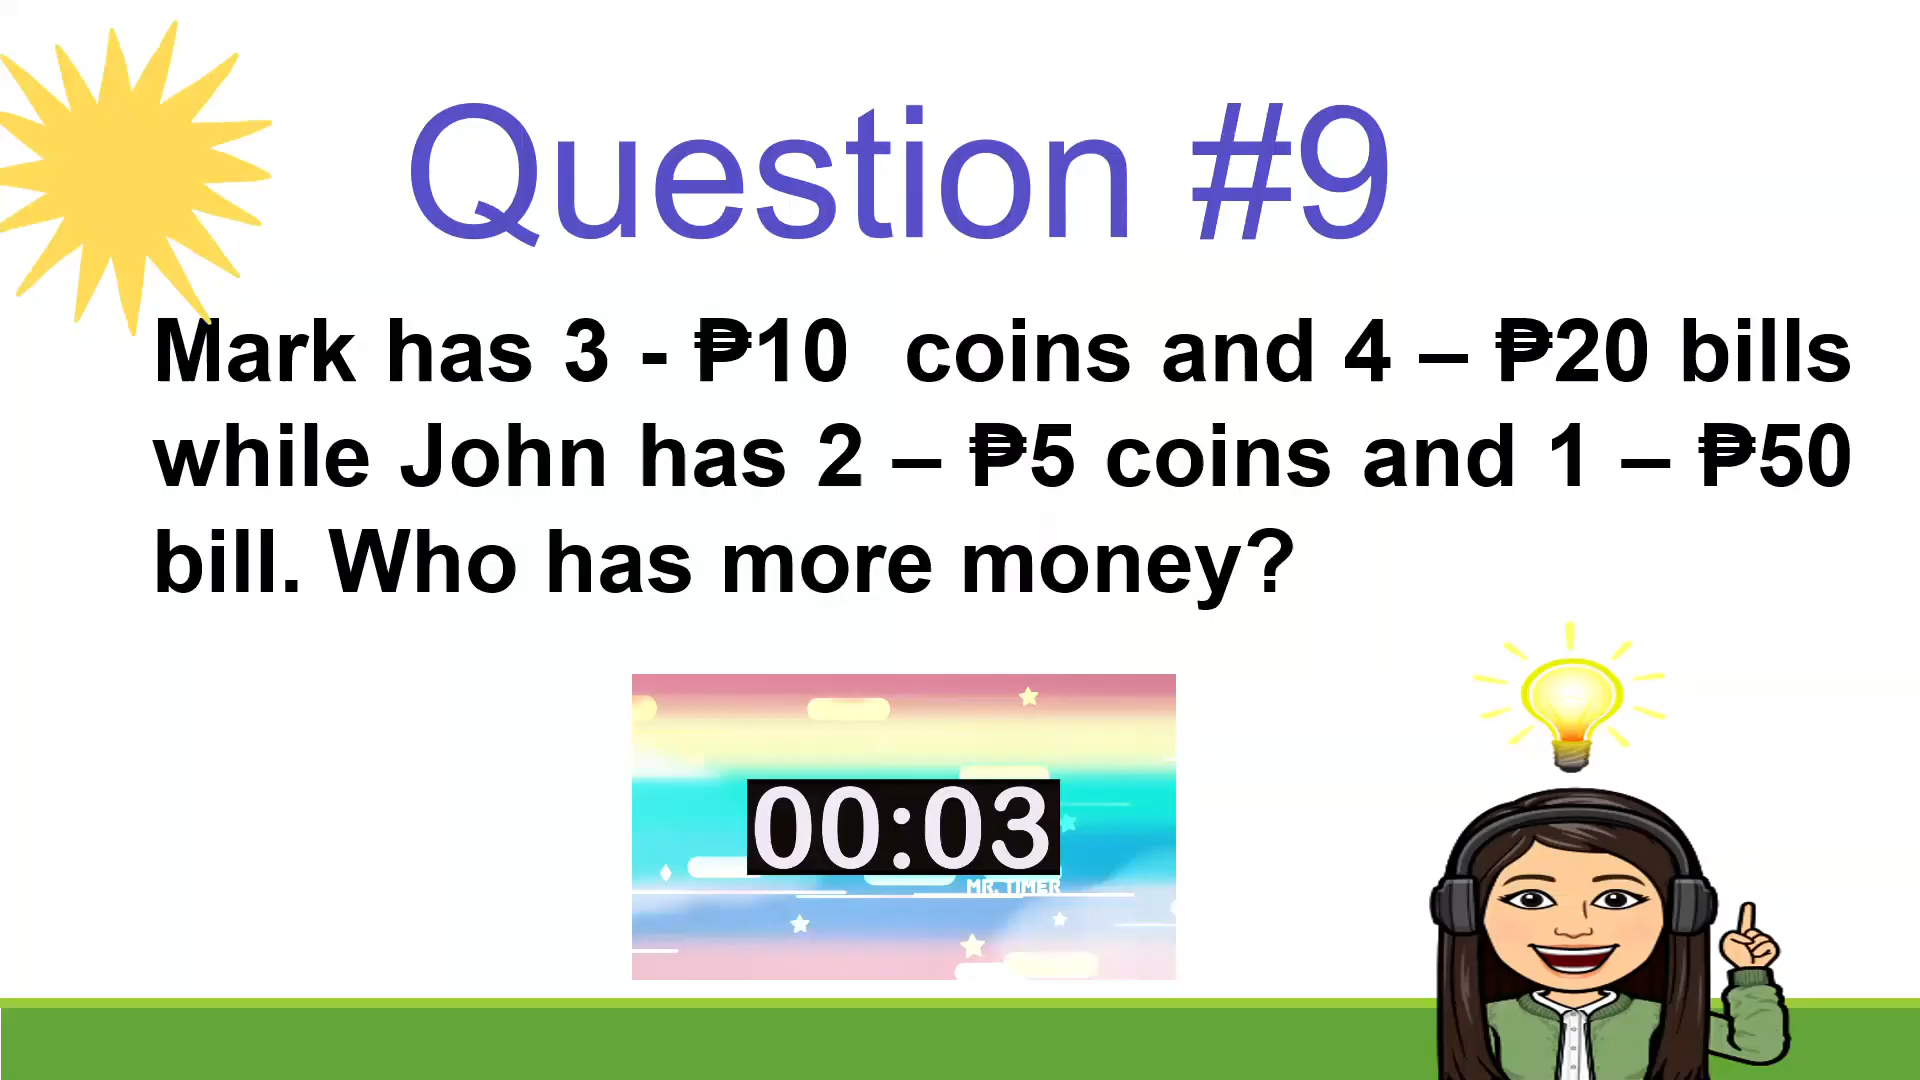 Question #9
Mark has 3 - ₱10 coins and 4 – ₱20 bills
while John has 2 – ₱5 coins and 1 – ₱50
bill. Who has more money?
00:03
MR. TIMER